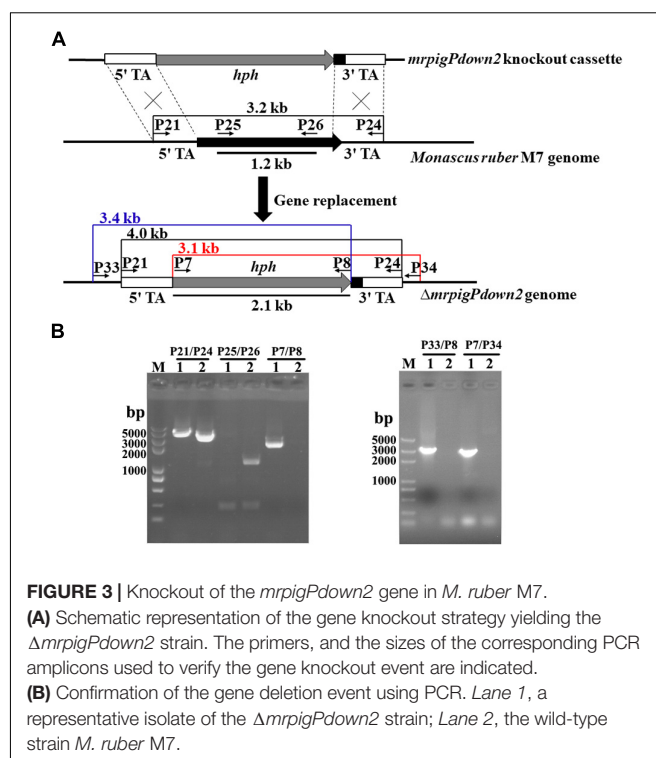 A
5' TA
hph
3' TA
mrpigPdown2 knockout cassette
3.2 kb
P21
P25
P26
P24
5' TA
3' TA
Monascus ruber M7 genome
1.2 kb
Gene replacement
3.4 kb
4.0 kb
3.1 kb
P33
P21
P7
hph
P8
P24
P34
5' TA
3' TA
ΔmrpigPdown2 genome
2.1 kb
B
P21/P24 P25/P26 P7/P8
M 1 2 1 2 1 2
bp
5000
3000
2000
1000
P33/P8 P7/P34
M 1 2 1 2
bp
5000
3000
2000
1000
FIGURE 3 | Knockout of the mrpigPdown2 gene in M. ruber M7.
(A) Schematic representation of the gene knockout strategy yielding the
ΔmrpigPdown2 strain. The primers, and the sizes of the corresponding PCR
amplicons used to verify the gene knockout event are indicated.
(B) Confirmation of the gene deletion event using PCR. Lane 1, a
representative isolate of the ΔmrpigPdown2 strain; Lane 2, the wild-type
strain M. ruber M7.